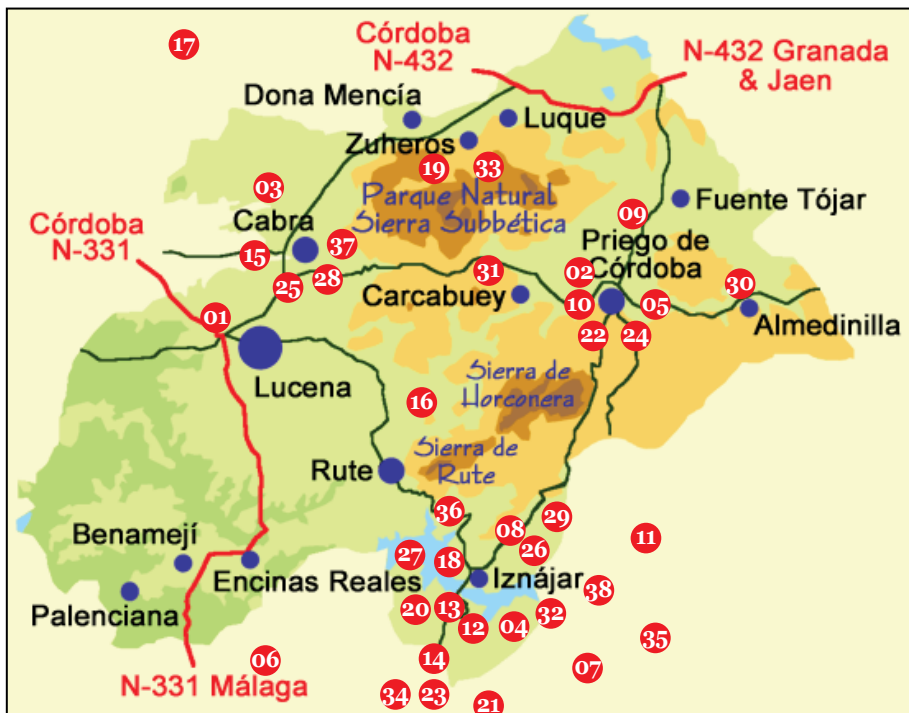 17
Córdoba
N-432
N-432 Granada
& Jaen
Dona Mencía
Luque
Zuheros
19
33
03
Parque Natural
Sierra Subbética
Fuente Tójar
09
Córdoba
N-331
Cabra
37
15
Priego de
Córdoba
02
31
25
28
Carcabuey
10
05
30
Almedinilla
01
22
24
Lucena
Sierra de
Horconera
16
Sierra de
Rute
Rute
36
08
29
11
Benamejí
27
18
26
Encinas Reales
Iznájar
38
Palenciana
20
13
12
04
32
35
06
14
07
N-331 Málaga
34
23
21